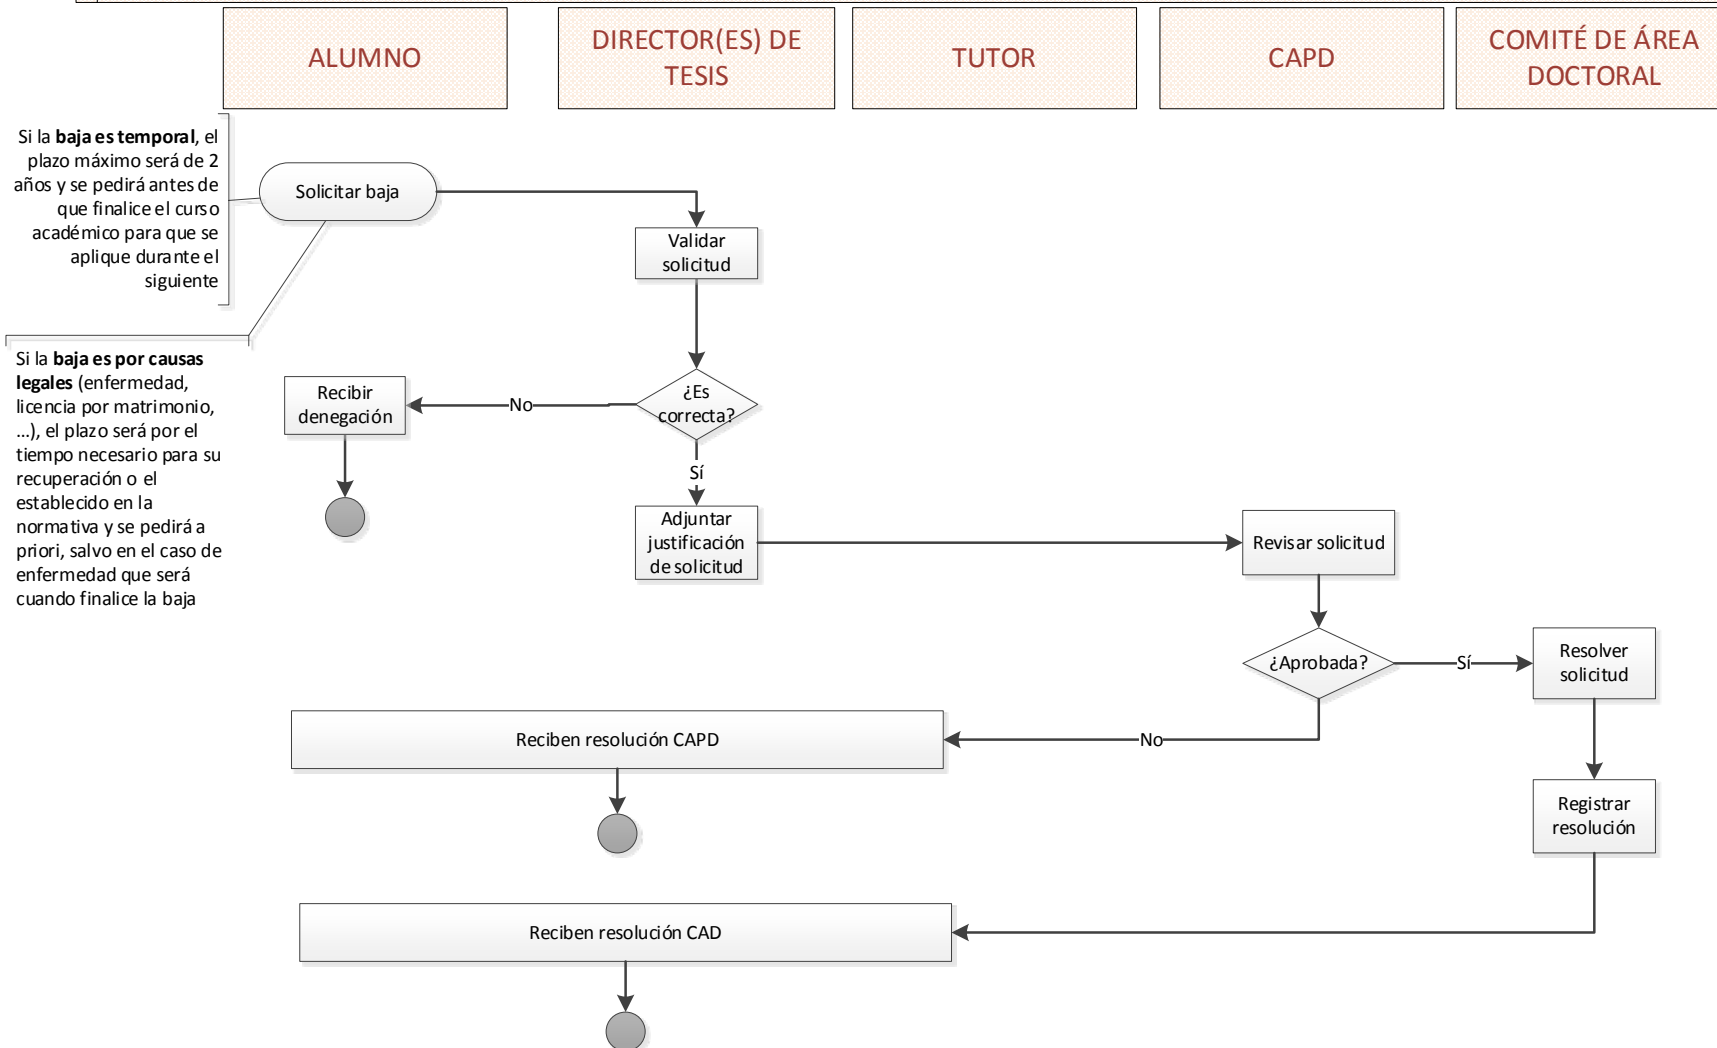 ALUMNO
DIRECTOR(ES) DE
TESIS
TUTOR
CAPD
COMITÉ DE ÁREA
DOCTORAL
Si la baja es temporal, el
plazo máximo será de 2
años y se pedirá antes de
que finalice el curso
académico para que se
aplique durante el
siguiente
Solicitar baja
Validar
solicitud
Si la baja es por causas
legales (enfermedad,
licencia por matrimonio,
...), el plazo será por el
tiempo necesario para su
recuperación o el
establecido en la
normativa y se pedirá a
priori, salvo en el caso de
enfermedad que será
cuando finalice la baja
Recibir
denegación
No
¿Es
correcta?
Sí
Adjuntar
justificación
de solicitud
Revisar solicitud
¿Aprobada?
Sí
Resolver
solicitud
Reciben resolución CAPD
No
Registrar
resolución
Reciben resolución CAD